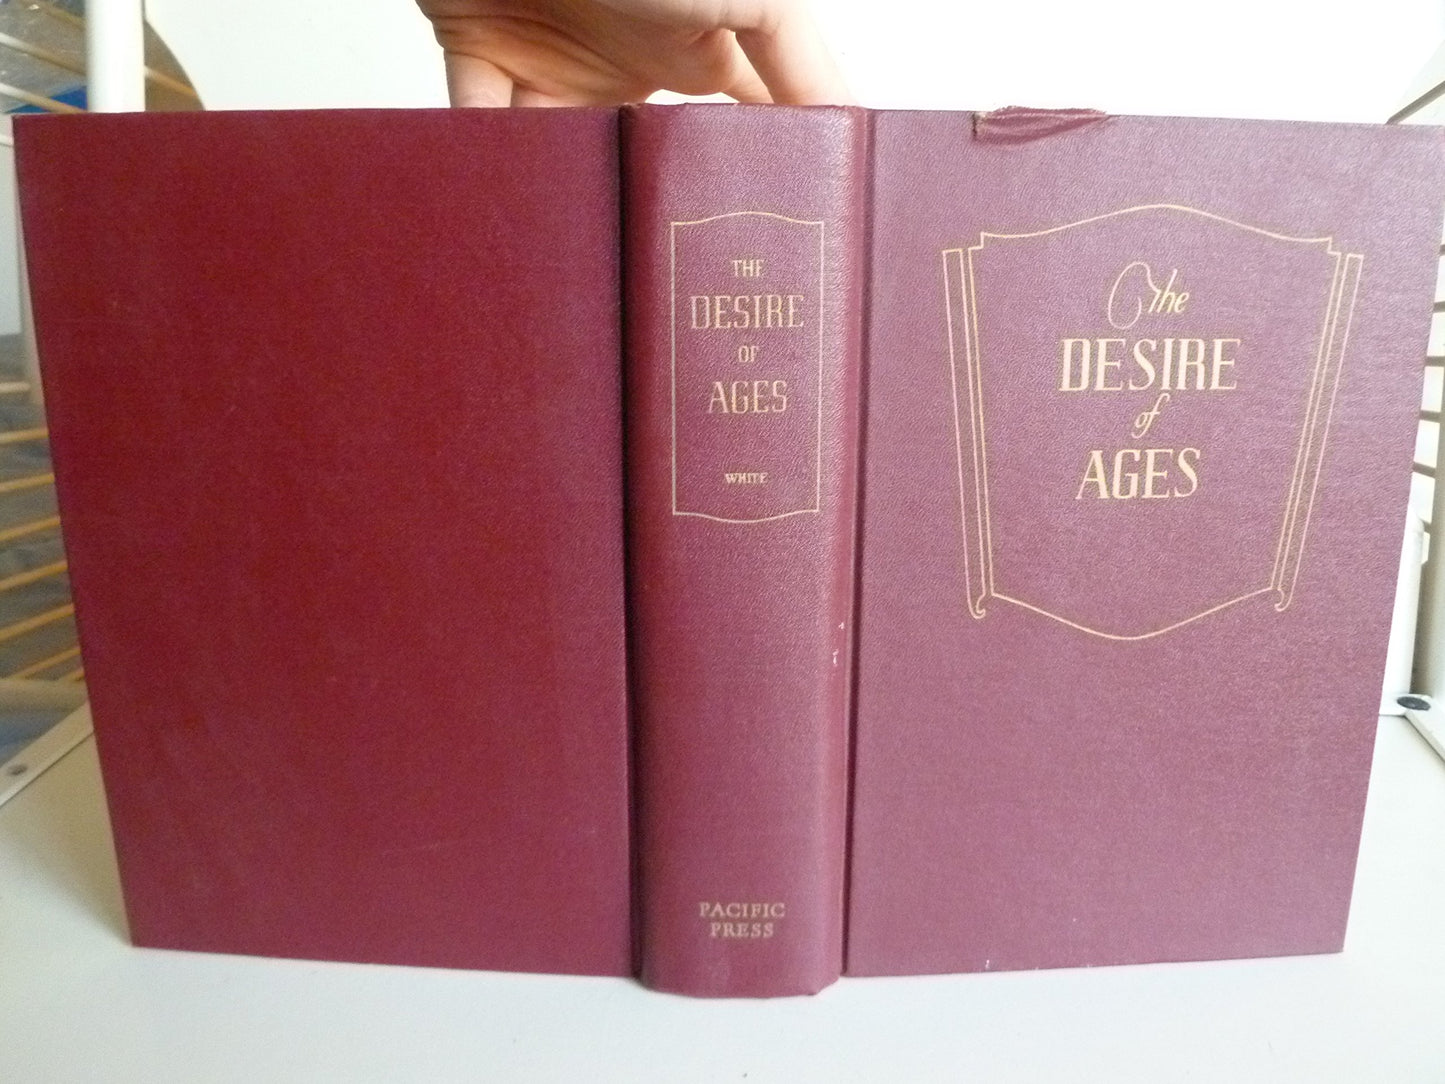 THE
DESIRE
OF
AGES
WHITE
PACIFIC
PRESS
The
DESIRE
of
AGES